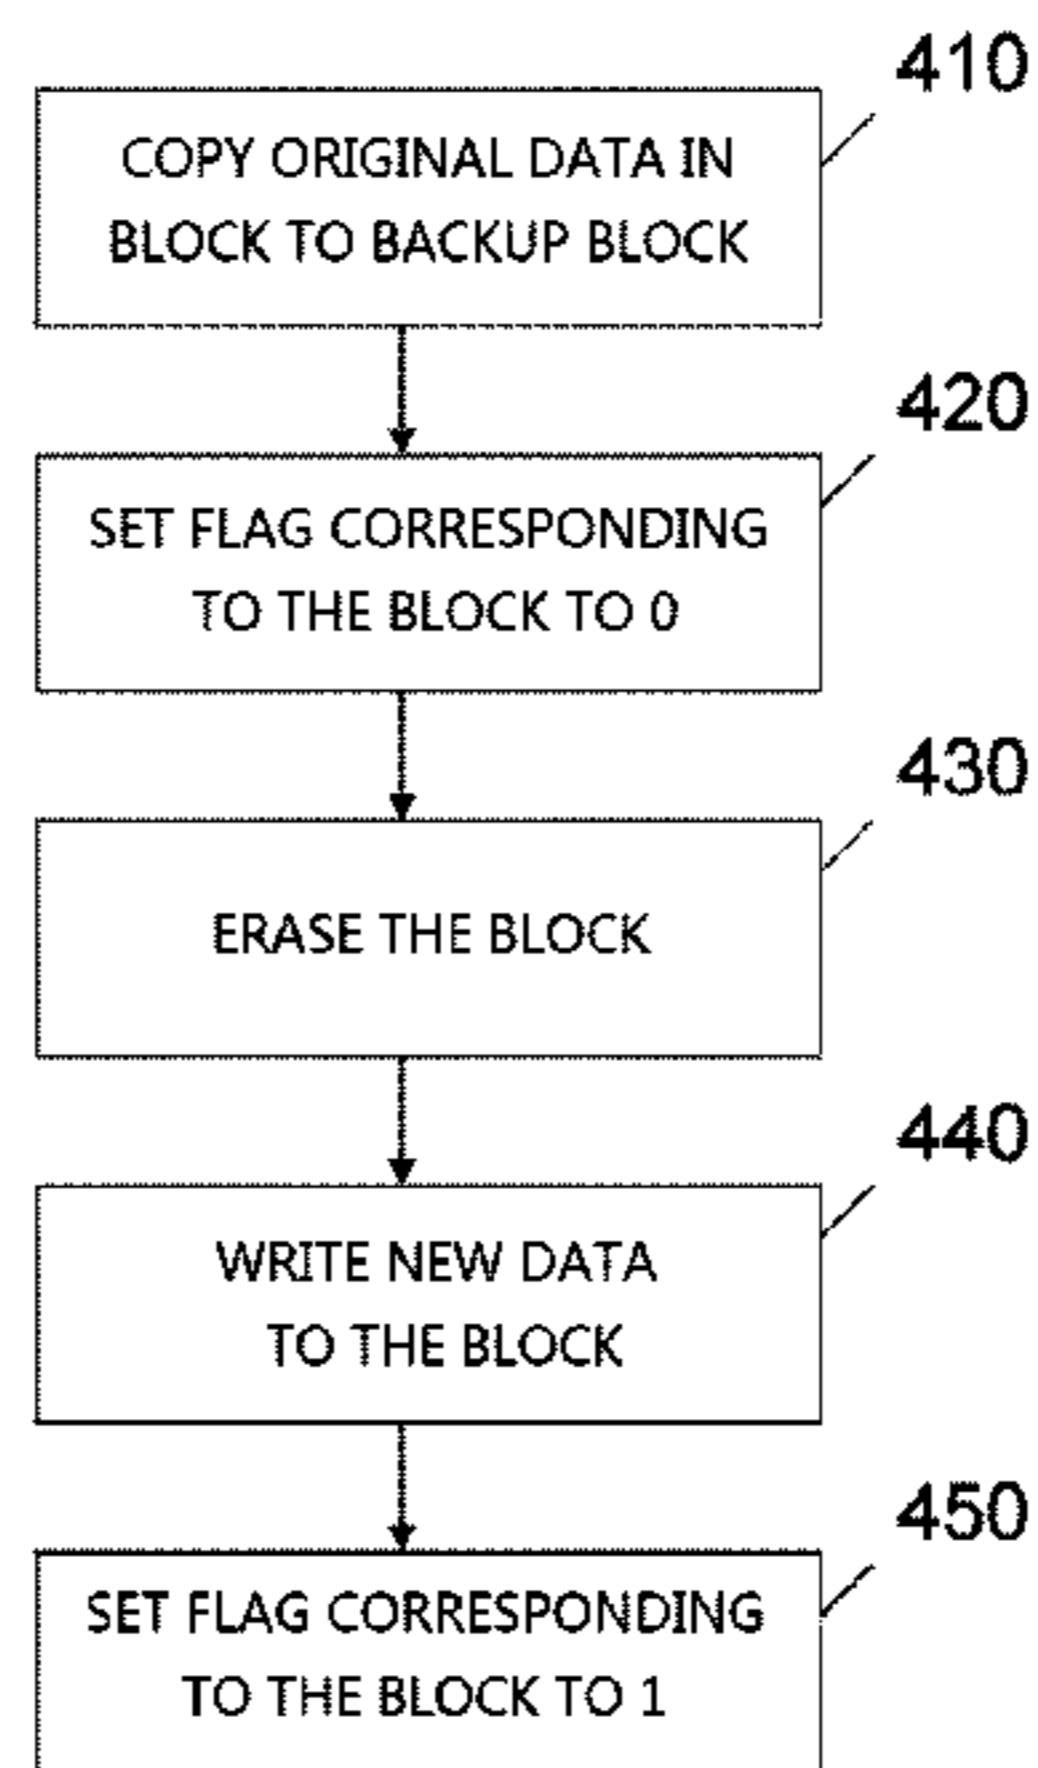 410
COPY ORIGINAL DATA IN
BLOCK TO BACKUP BLOCK
420
SET FLAG CORRESPONDING
TO THE BLOCK TO 0
430
ERASE THE BLOCK
440
WRITE NEW DATA
TO THE BLOCK
450
SET FLAG CORRESPONDING
TO THE BLOCK TO 1